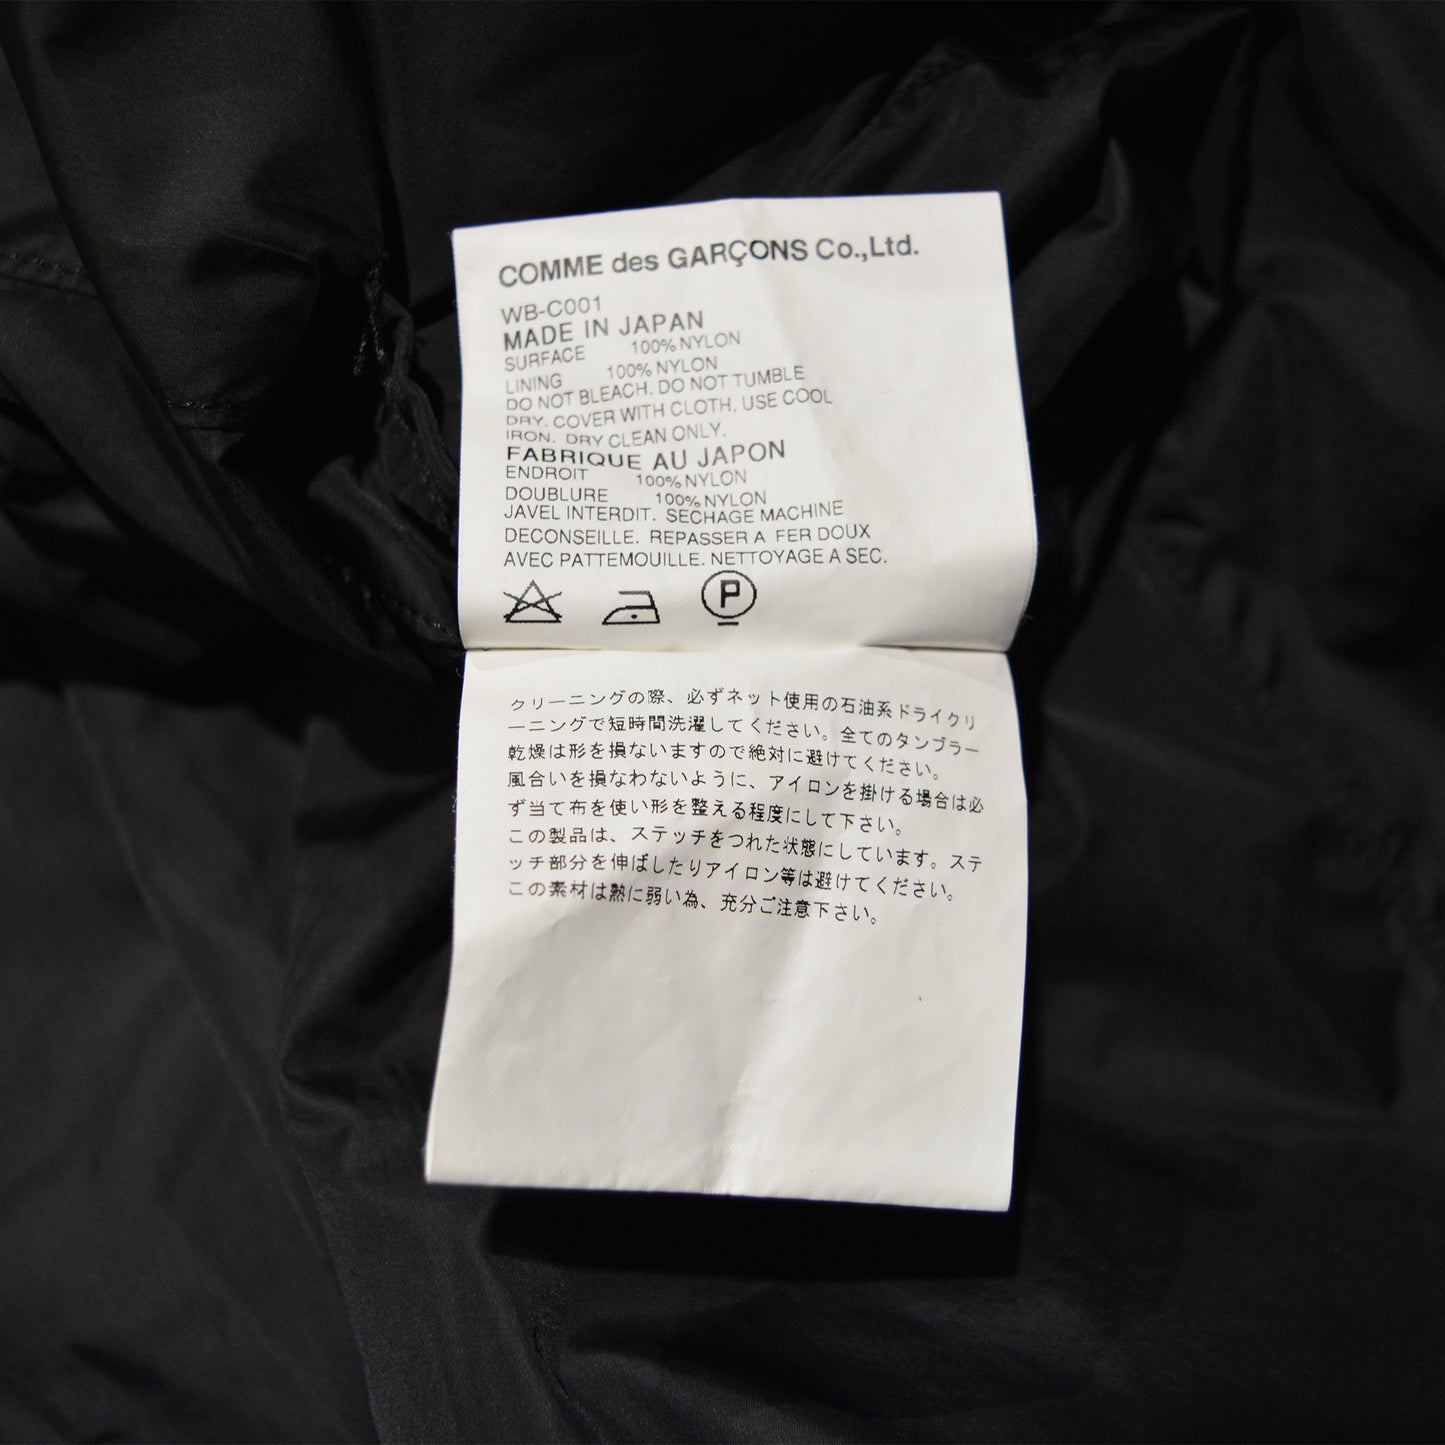 COMME des GARÇONS Co.,Ltd.
WB-C001
MADE IN JAPAN
SURFACE 100% NYLON
LINING 100% NYLON
DO NOT BLEACH. DO NOT TUMBLE
DRY. COVER WITH CLOTH. USE COOL
IRON. DRY CLEAN ONLY.
FABRIQUE AU JAPON
ENDROIT 100% NYLON
DOUBLURE 100% NYLON
JAVEL INTERDIT. SECHAGE MACHINE
DECONSEILLE. REPASSER A FER DOUX
AVEC PATTEMOUILLE. NETTOYAGE A SEC.
P
クリーニングの際、必ずネット使用の石油系ドライクリ
ーニングで短時間洗濯してください。全てのタンブラー
乾燥は形を損ないますので絶対に避けてください。
風合いを損なわないように、アイロンを掛ける場合は必
ず当て布を使い形を整える程度にして下さい。
この製品は、ステッチをつれた状態にしています。ステ
ッチ部分を伸ばしたりアイロン等は避けてください。
この素材は熱に弱い為、充分ご注意下さい。